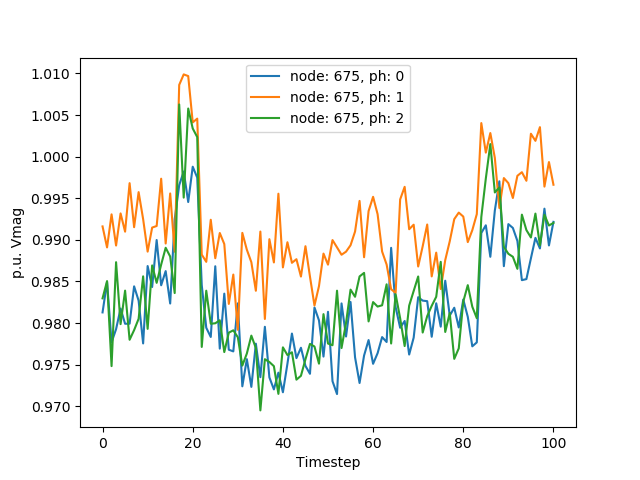 1.010
1.005
1.000
0.995
0.990
0.985
0.980
0.975
0.970
p.u. Vmag
node: 675, ph: 0
node: 675, ph: 1
node: 675, ph: 2
0 20 40 60 80 100
Timestep